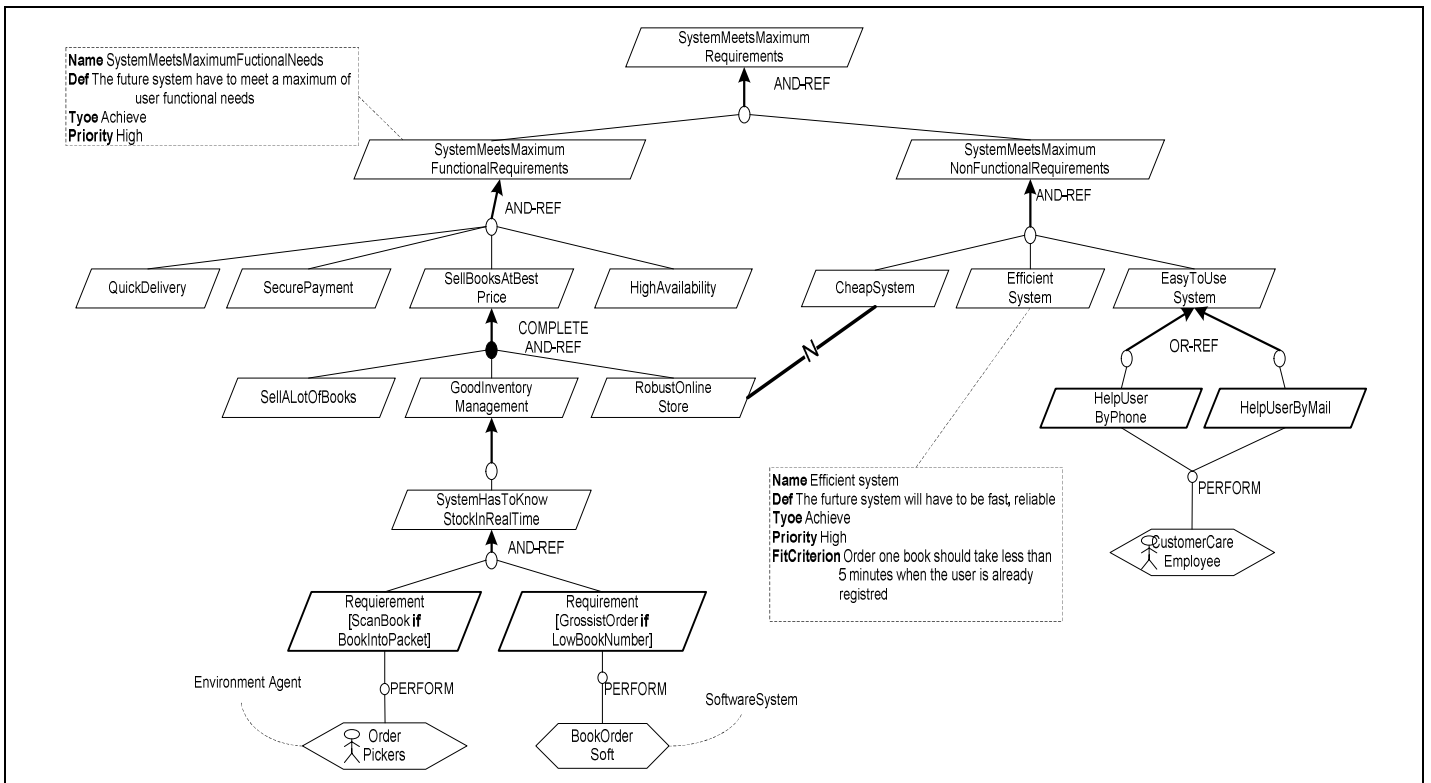 SystemMeetsMaximum
Requirements
AND-REF
Name SystemMeetsMaximumFuctionalNeeds
Def The future system have to meet a maximum of
user functional needs
Tyoe Achieve
Priority High
SystemMeetsMaximum
FunctionalRequirements
SystemMeetsMaximum
NonFunctionalRequirements
AND-REF
AND-REF
QuickDelivery
SecurePayment
SellBooksAtBest
Price
HighAvailability
CheapSystem
Efficient
System
EasyToUse
System
COMPLETE
AND-REF
N
OR-REF
SellALotOfBooks
GoodInventory
Management
RobustOnline
Store
HelpUser
ByPhone
HelpUserByMail
Name Efficient system
Def The furture system will have to be fast, reliable
Tyoe Achieve
Priority High
FitCriterion Order one book should take less than
5 minutes when the user is already
registred
PERFORM
CustomerCare
Employee
SystemHasToKnow
StockInRealTime
AND-REF
Requierement
[ScanBook if
BookIntoPacket]
Requirement
[GrossistOrder if
LowBookNumber]
Environment Agent
PERFORM
PERFORM
SoftwareSystem
Order
Pickers
BookOrder
Soft